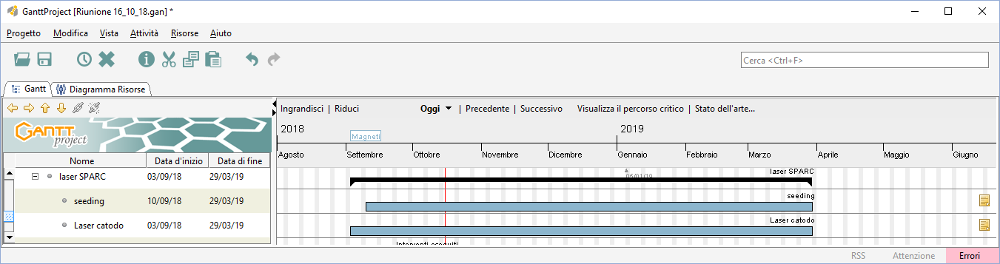 GanttProject [Riunione 16_10_18.gan] *
Progetto Modifica Vista Attività Risorse Aiuto
Cerca <Ctrl+F>
Gantt Diagramma Risorse
Ingrandisci | Riduci Oggi | Precedente | Successivo Visualizza il percorso critico | Stato dell'arte...
GANTT project
2018 2019
Magneti
Agosto Settembre Ottobre Novembre Dicembre Gennaio Febbraio Marzo Aprile Maggio Giugno
Nome Data d'inizio Data di fine
laser SPARC 03/09/18 29/03/19
05/01/19 laser SPARC
seeding 10/09/18 29/03/19
seeding
Laser catodo 03/09/18 29/03/19
Laser catodo
Interventi eseguiti
RSS Attenzione Errori